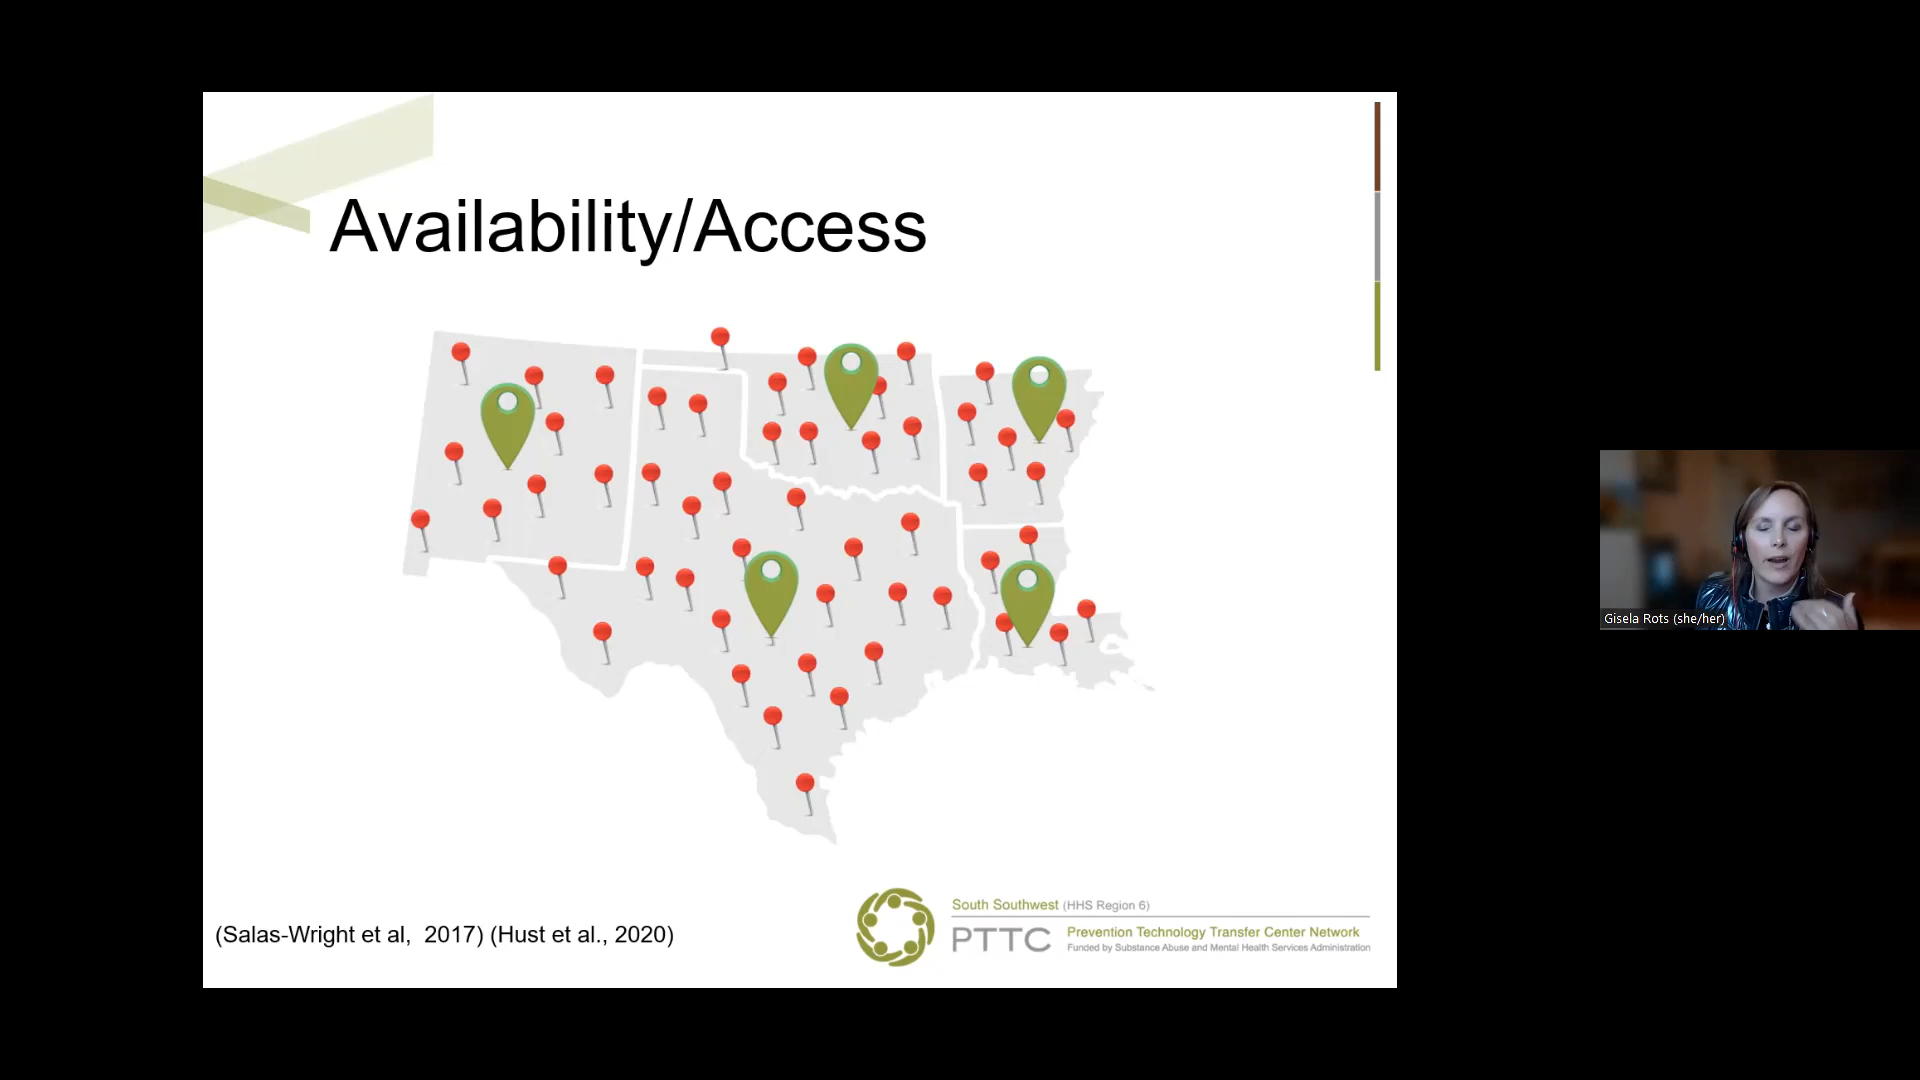 Availability/Access
Gisela Rots (she/her)
South Southwest (HHS Region 6)
PTTC Prevention Technology Transfer Center Network
Funded by Substance Abuse and Mental Health Services Administration
(Salas-Wright et al,  2017) (Hust et al., 2020)